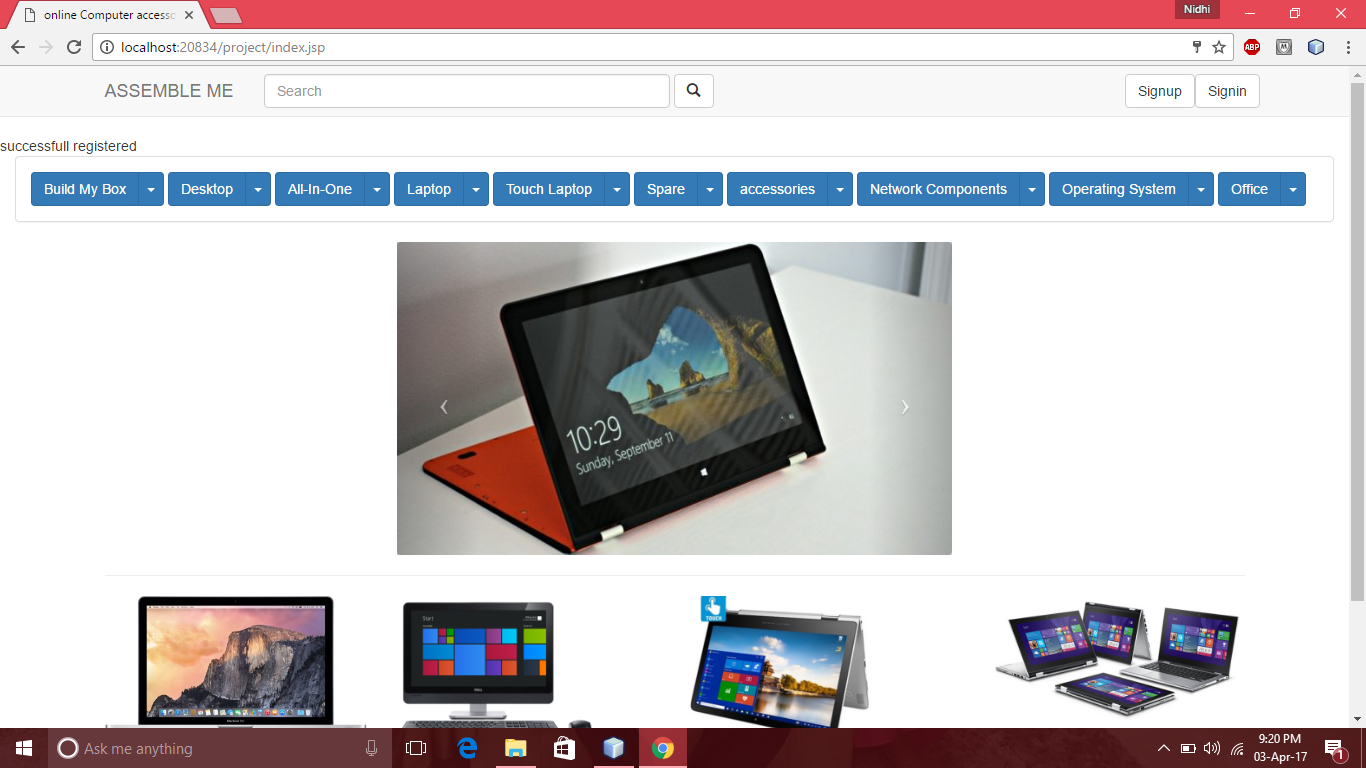 Nidhi
online Computer accesso
localhost:20834/project/index.jsp
ABP
ASSEMBLE ME
Search
Signup
Signin
successfull registered
Build My Box
Desktop
All-In-One
Laptop
Touch Laptop
Spare
accessories
Network Components
Operating System
Office
10:29
Sunday, September 11
Start
TOUCH
DELL
Ask me anything
9:20 PM
03-Apr-17
1